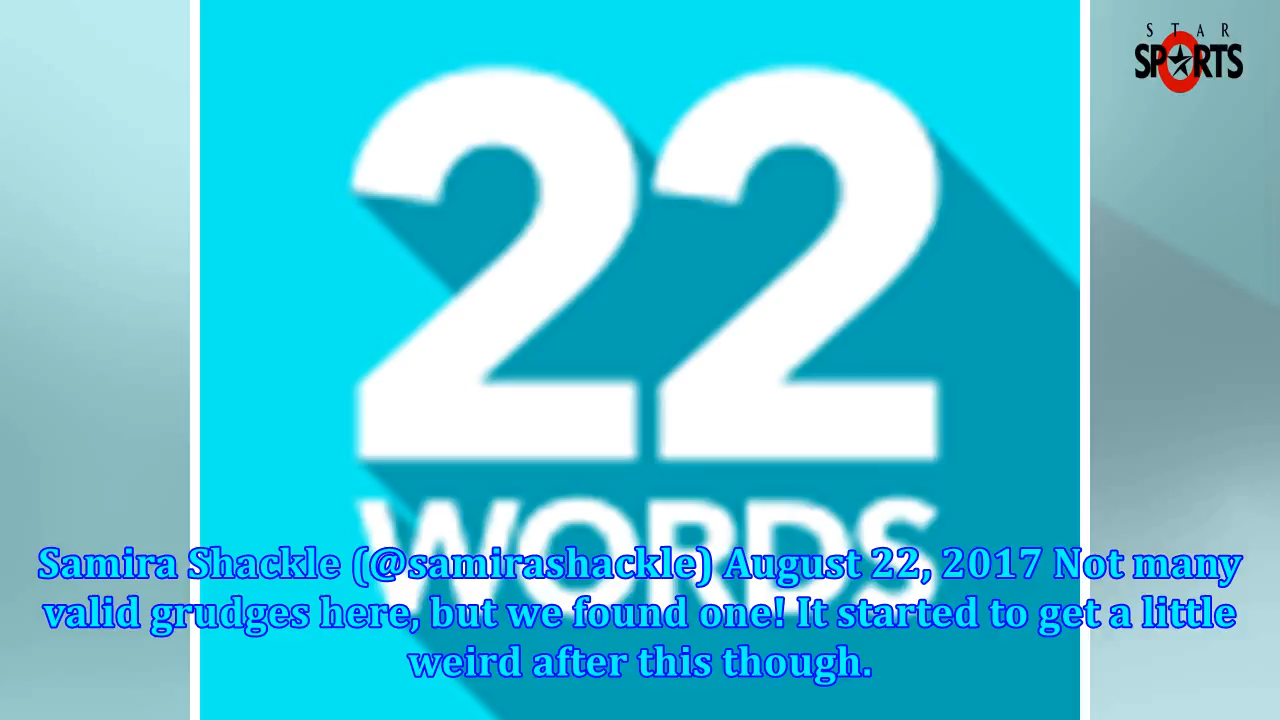 STAR
SPORTS
22
WORDS
Samira Shackle (@samirashackle) August 22, 2017 Not many
valid grudges here, but we found one! It started to get a little
weird after this though.